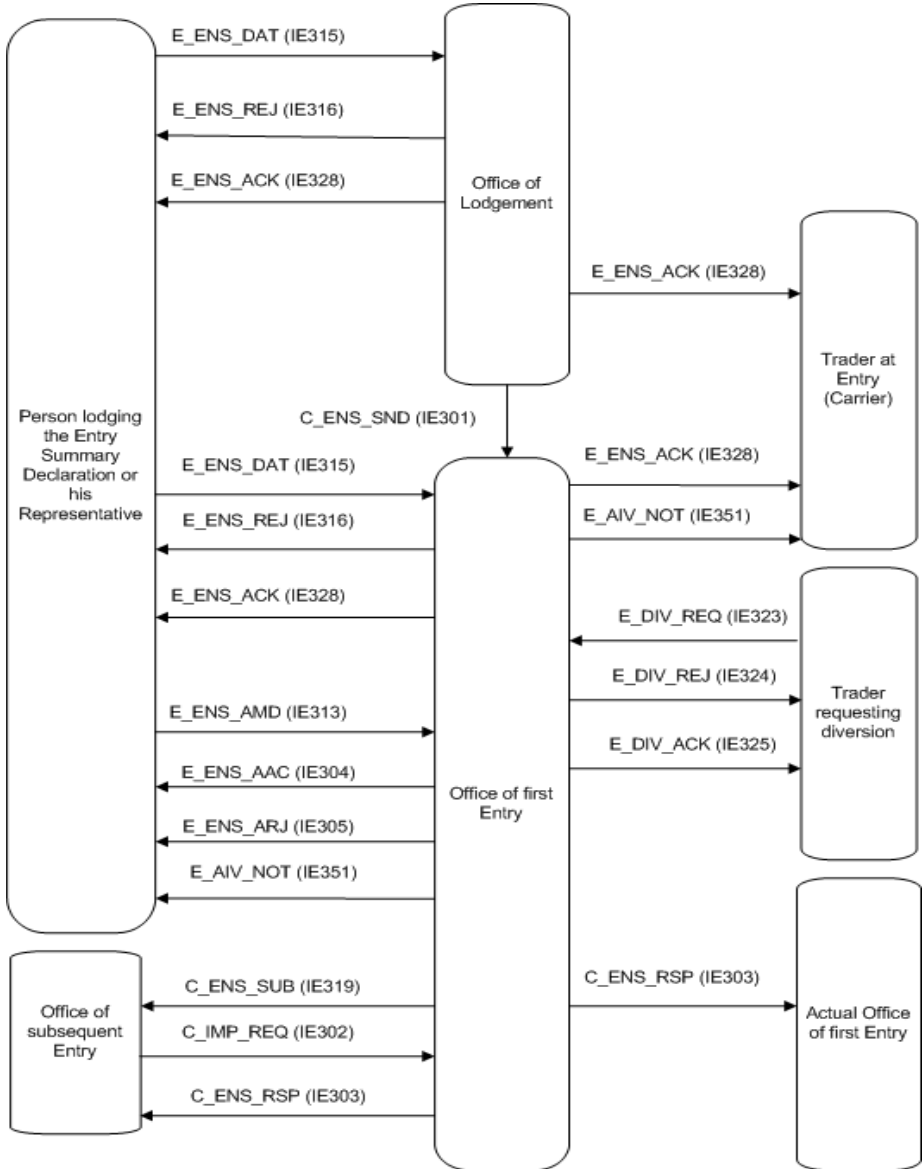 E_ENS_DAT (IE315)
E_ENS_REJ (IE316)
E_ENS_ACK (IE328)
Office of
Lodgement
E_ENS_ACK (IE328)
Trader at
Entry
(Carrier)
Person lodging
the Entry
Summary
Declaration or
his
Representative
C_ENS_SND (IE301)
E_ENS_DAT (IE315)
E_ENS_ACK (IE328)
E_ENS_REJ (IE316)
E_AIV_NOT (IE351)
E_ENS_ACK (IE328)
E_DIV_REQ (IE323)
E_DIV_REJ (IE324)
E_DIV_ACK (IE325)
Trader
requesting
diversion
E_ENS_AMD (IE313)
E_ENS_AAC (IE304)
E_ENS_ARJ (IE305)
E_AIV_NOT (IE351)
Office of first
Entry
C_ENS_SUB (IE319)
C_IMP_REQ (IE302)
C_ENS_RSP (IE303)
Office of
subsequent
Entry
C_ENS_RSP (IE303)
Actual Office
of first Entry